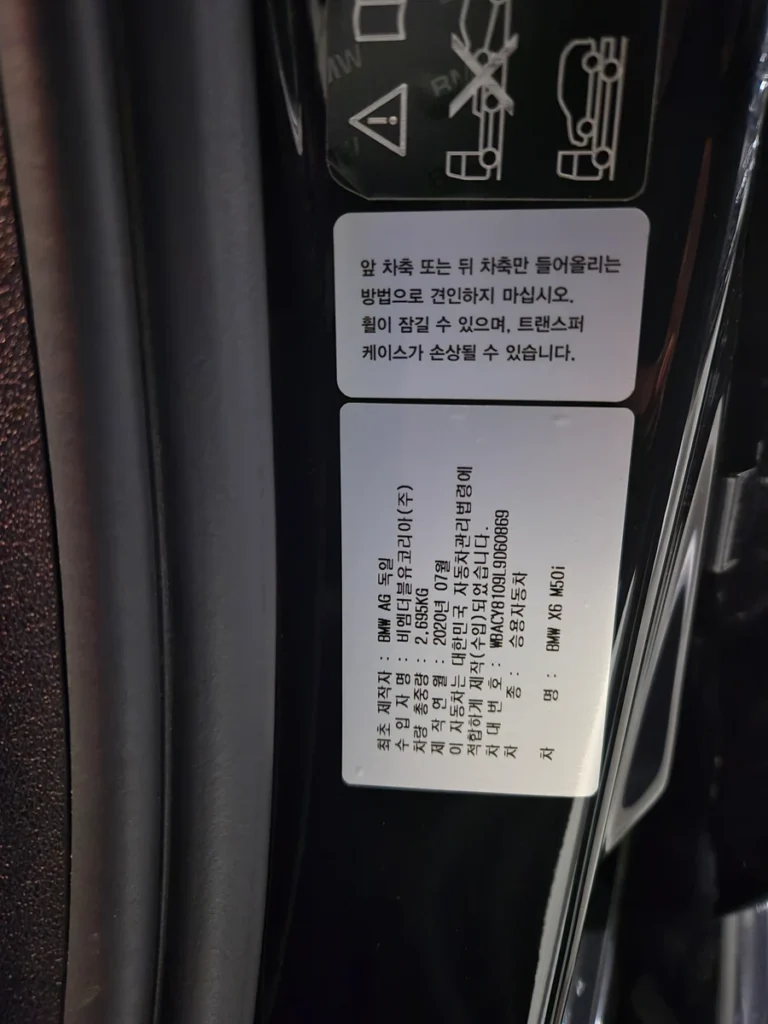 앞 차축 또는 뒤 차축만 들어올리는
방법으로 견인하지 마십시오.
휠이 잠길 수 있으며, 트랜스퍼
케이스가 손상될 수 있습니다.
최초 제작자 : BMW AG 독일
수 입 자 명 : 비엠더블유코리아(주)
차량 총중량 : 2.695KG
제 작 연 월 : 2020년 07월
이 자동차는 대한민국 자동차관리법령에
적합하게 제작(수입)되었습니다.
차 대 번 호 : WBACY8109L9D60869
차 종 : 승용자동차
차 명 : BMW X6 M50i